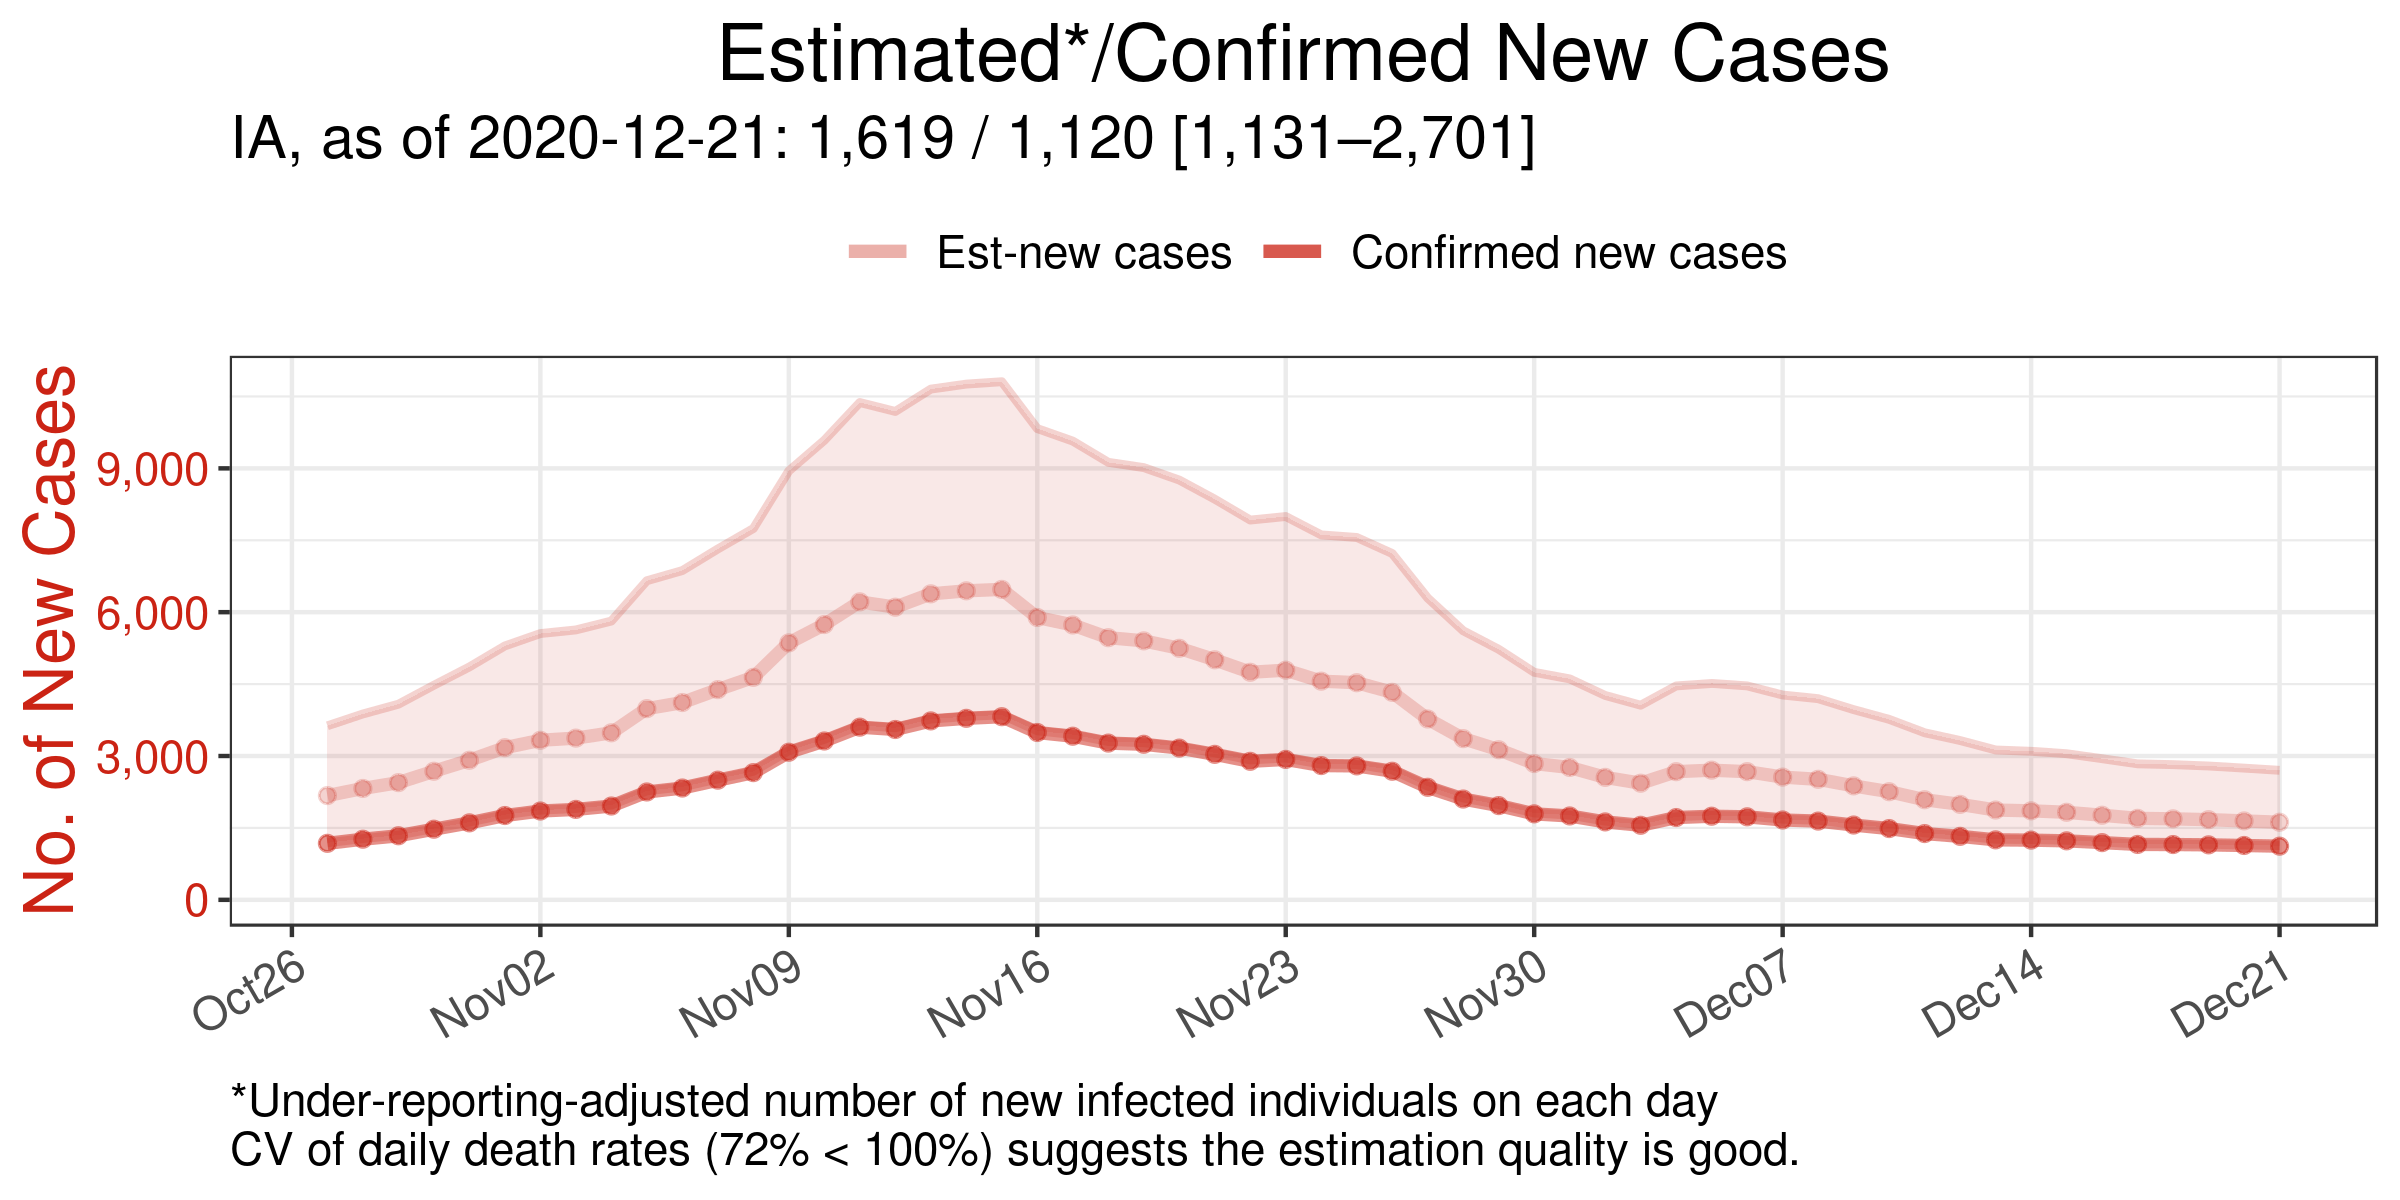 Estimated*/Confirmed New Cases
IA, as of 2020-12-21: 1,619 / 1,120 [1,131–2,701]
Est-new cases
Confirmed new cases
No. of New Cases
9,000
6,000
3,000
0
Oct26
Nov02
Nov09
Nov16
Nov23
Nov30
Dec07
Dec14
Dec21
*Under-reporting-adjusted number of new infected individuals on each day
CV of daily death rates (72% < 100%) suggests the estimation quality is good.